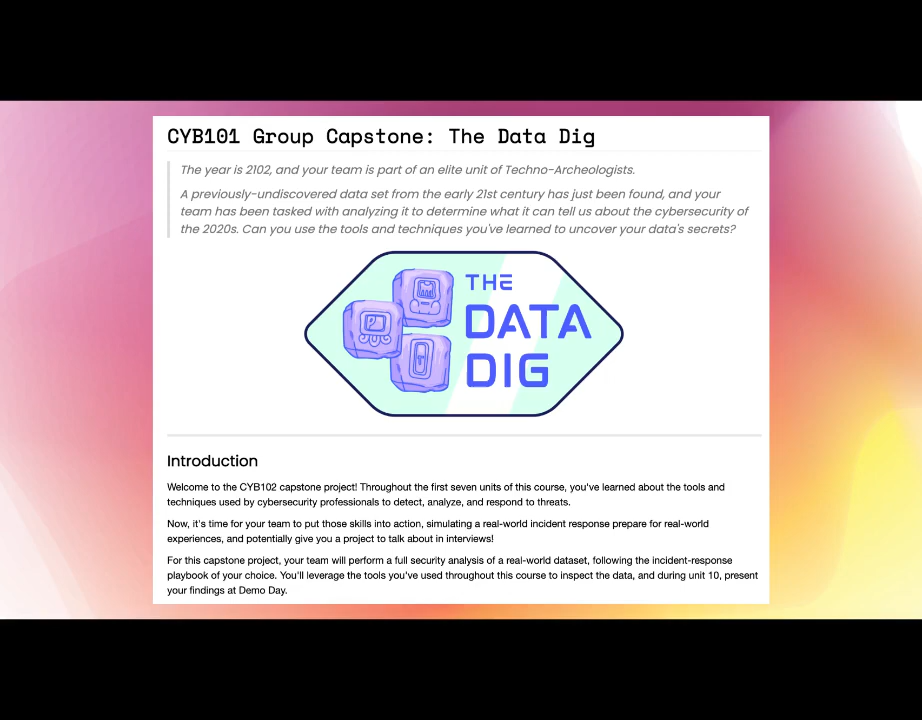 CYB101 Group Capstone: The Data Dig
The year is 2102, and your team is part of an elite unit of Techno-Archeologists.
A previously-undiscovered data set from the early 21st century has just been found, and your
team has been tasked with analyzing it to determine what it can tell us about the cybersecurity of
the 2020s. Can you use the tools and techniques you've learned to uncover your data's secrets?
THE
DATA
DIG
Introduction
Welcome to the CYB102 capstone project! Throughout the first seven units of this course, you've learned about the tools and
techniques used by cybersecurity professionals to detect, analyze, and respond to threats.
Now, it's time for your team to put those skills into action, simulating a real-world incident response prepare for real-world
experiences, and potentially give you a project to talk about in interviews!
For this capstone project, your team will perform a full security analysis of a real-world dataset, following the incident-response
playbook of your choice. You'll leverage the tools you've used throughout this course to inspect the data, and during unit 10, present
your findings at Demo Day.